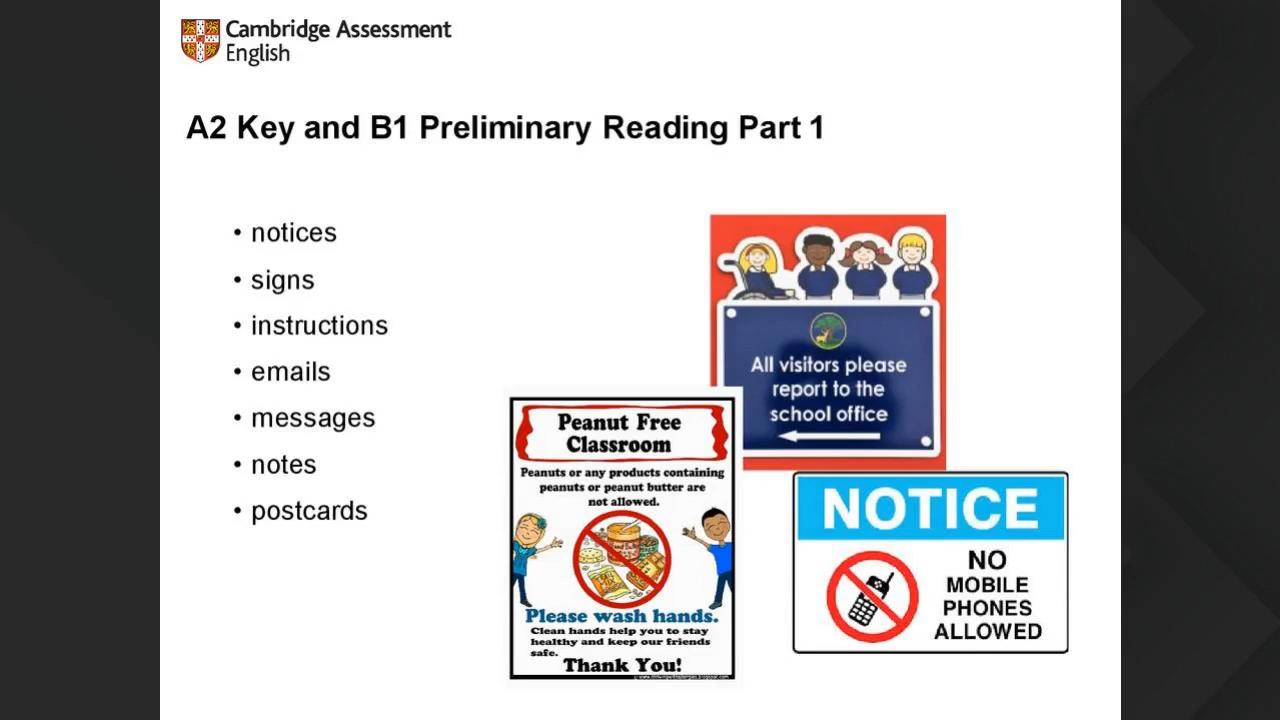 Cambridge Assessment
English
A2 Key and B1 Preliminary Reading Part 1
• notices
• signs
• instructions
• emails
• messages
• notes
• postcards
All visitors please
report to the
school office
Peanut Free
Classroom
Peanuts or any products containing
peanuts or peanut butter are
not allowed.
Please wash hands.
Clean hands help you to stay
healthy and keep our friends
safe.
Thank You!
NOTICE
NO
MOBILE
PHONES
ALLOWED